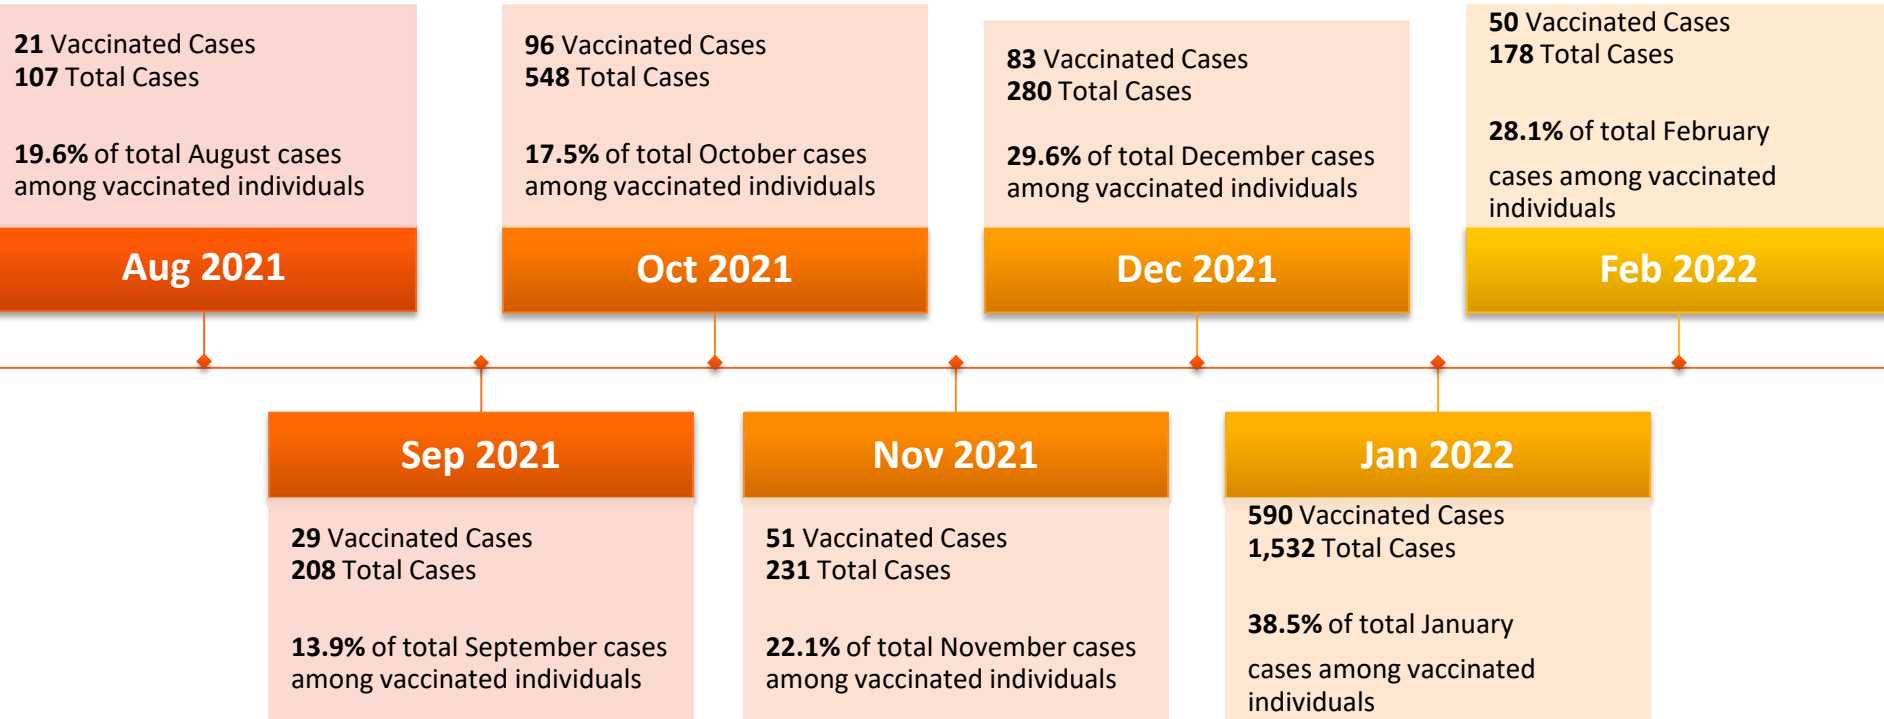 21 Vaccinated Cases
107 Total Cases
19.6% of total August cases
among vaccinated individuals
Aug 2021
96 Vaccinated Cases
548 Total Cases
17.5% of total October cases
among vaccinated individuals
Oct 2021
83 Vaccinated Cases
280 Total Cases
29.6% of total December cases
among vaccinated individuals
Dec 2021
50 Vaccinated Cases
178 Total Cases
28.1% of total February
cases among vaccinated
individuals
Feb 2022
Sep 2021
29 Vaccinated Cases
208 Total Cases
13.9% of total September cases
among vaccinated individuals
Nov 2021
51 Vaccinated Cases
231 Total Cases
22.1% of total November cases
among vaccinated individuals
Jan 2022
590 Vaccinated Cases
1,532 Total Cases
38.5% of total January
cases among vaccinated
individuals